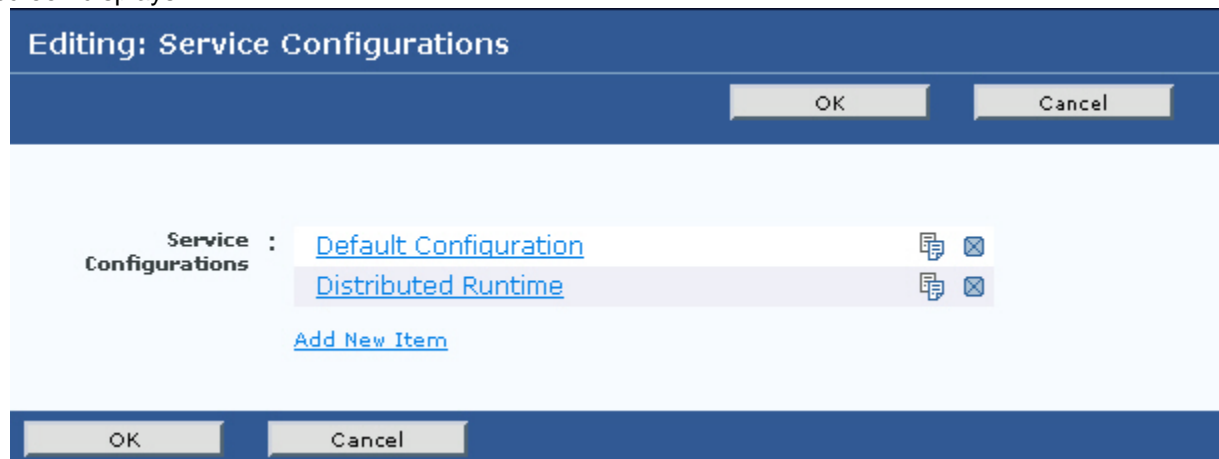 Editing: Service Configurations
OK Cancel
Service :
Configurations
Default Configuration
Distributed Runtime
Add New Item
OK Cancel